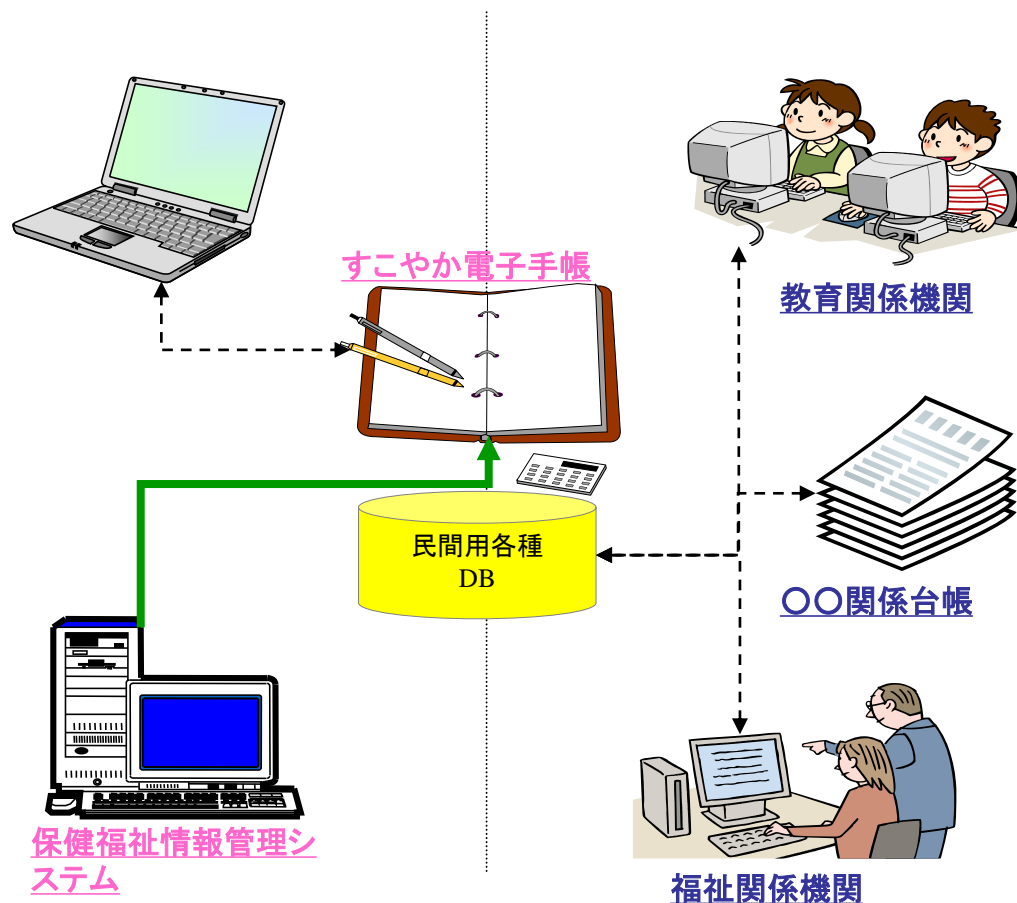 すこやか電子手帳
教育関係機関
民間用各種
DB
〇〇関係台帳
保健福祉情報管理シ
ステム
福祉関係機関